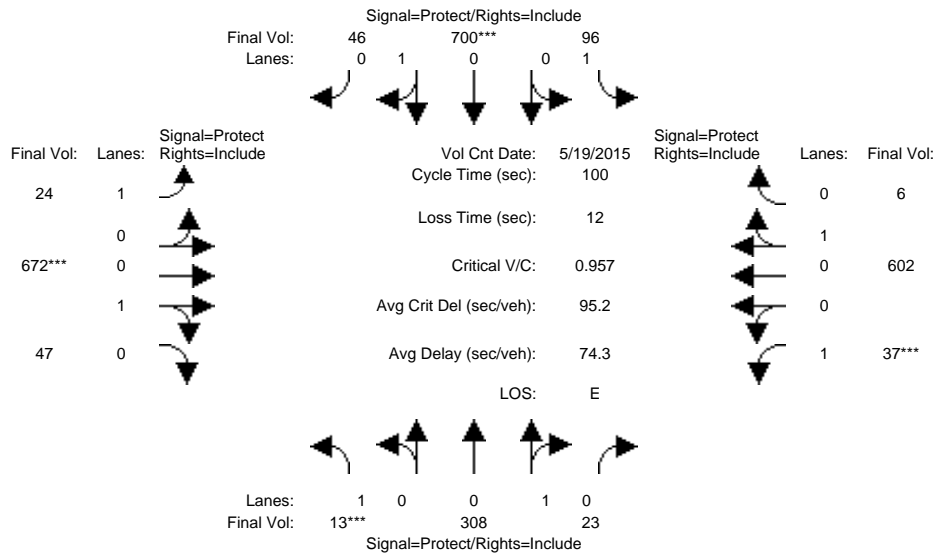 Signal=Protect/Rights=Include
Final Vol: 46 700*** 96
Lanes: 0 1 0 0 1
Signal=Protect
Final Vol: Lanes: Rights=Include
Vol Cnt Date: 5/19/2015
Signal=Protect
Rights=Include Lanes: Final Vol:
Cycle Time (sec): 100
24 1 0 6
Loss Time (sec): 12
0 1
672*** 0 Critical V/C: 0.957 0 602
1 Avg Crit Del (sec/veh): 95.2 0
47 0 Avg Delay (sec/veh): 74.3 1 37***
LOS: E
Lanes: 1 0 0 1 0
Final Vol: 13*** 308 23
Signal=Protect/Rights=Include